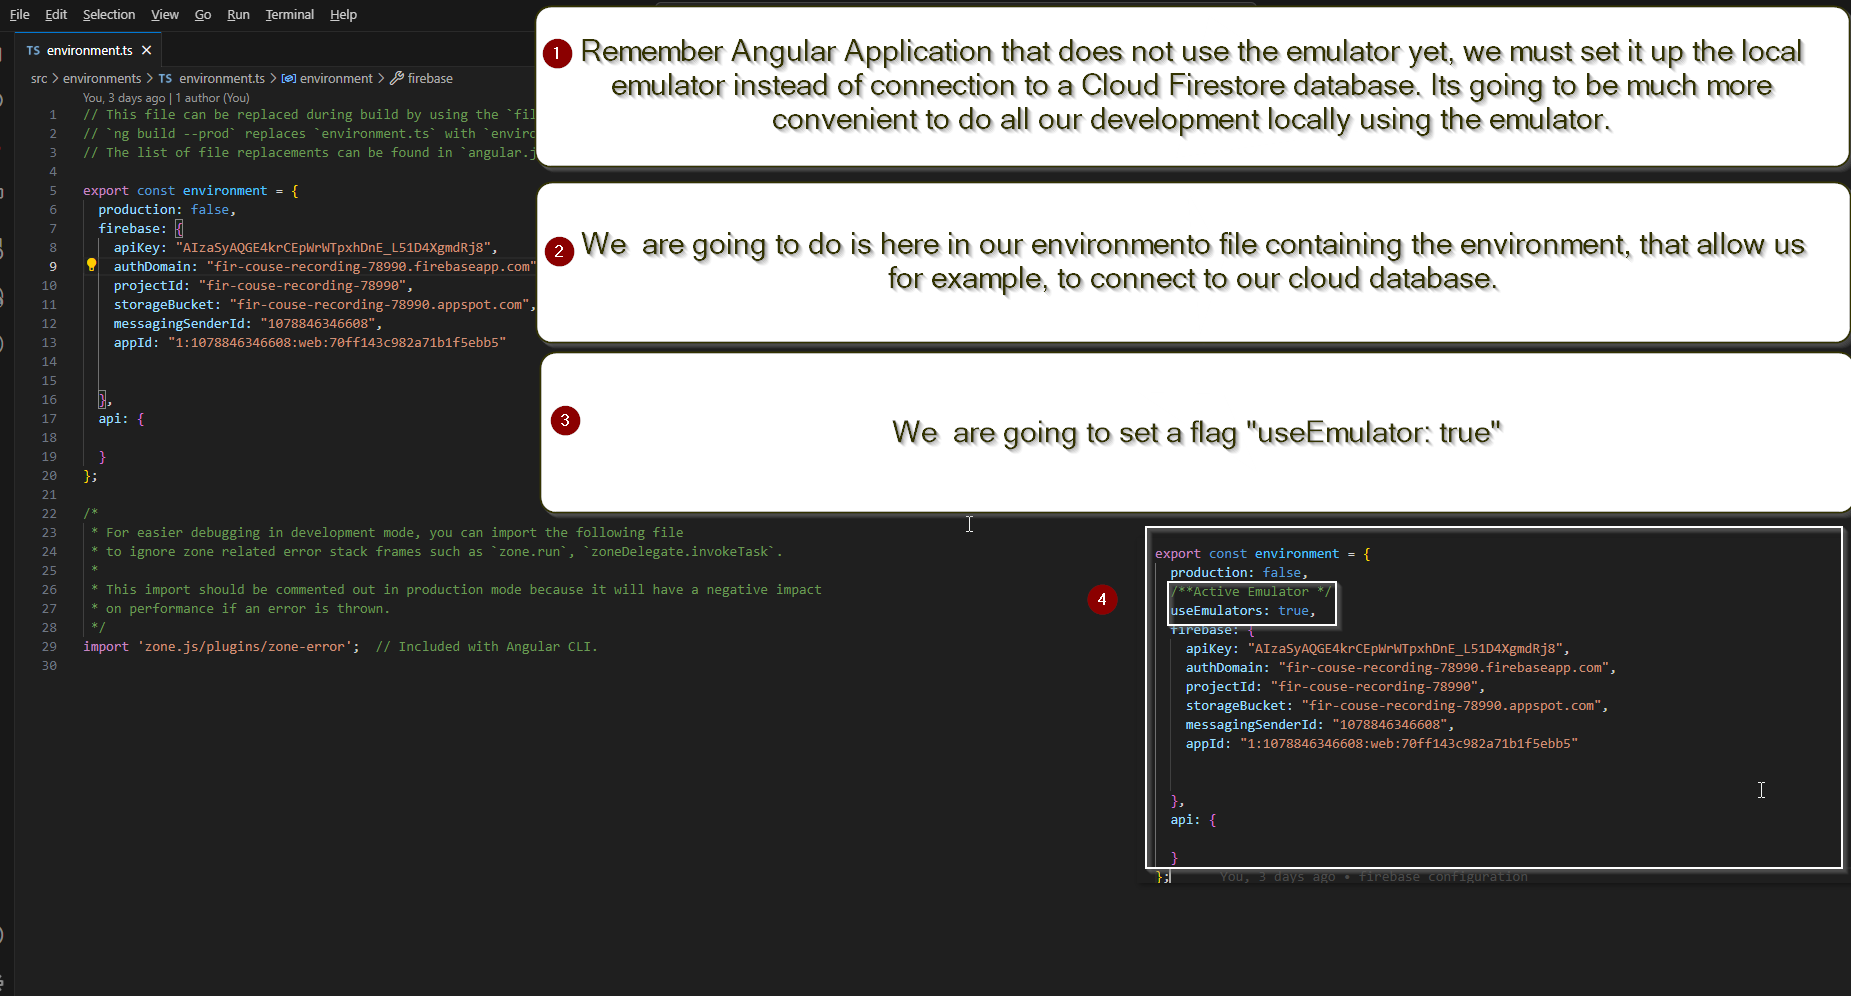 File Edit Selection View Go Run Terminal Help
TS environment.ts ×
src > environments > TS environment.ts > environment > firebase
You, 3 days ago | 1 author (You)
1 // This file can be replaced during build by using the `fil
2 // `ng build --prod` replaces `environment.ts` with `enviro
3 // The list of file replacements can be found in `angular.j
4
5 export const environment = {
6 production: false,
7 firebase: {
8 apiKey: "AIzaSyAQGE4krCEpWrWTpxhDnE_L51D4XgmdRj8",
9 authDomain: "fir-couse-recording-78990.firebaseapp.com"
10 projectId: "fir-couse-recording-78990",
11 storageBucket: "fir-couse-recording-78990.appspot.com",
12 messagingSenderId: "1078846346608",
13 appId: "1:1078846346608:web:70ff143c982a71b1f5ebb5"
14
15
16 },
17 api: {
18
19 }
20 };
21
22 /*
23 * For easier debugging in development mode, you can import the following file
24 * to ignore zone related error stack frames such as `zone.run`, `zoneDelegate.invokeTask`.
25 *
26 * This import should be commented out in production mode because it will have a negative impact
27 * on performance if an error is thrown.
28 */
29 import 'zone.js/plugins/zone-error'; // Included with Angular CLI.
30
1 Remember Angular Application that does not use the emulator yet, we must set it up the local
emulator instead of connection to a Cloud Firestore database. Its going to be much more
convenient to do all our development locally using the emulator.
2 We are going to do is here in our environmento file containing the environment, that allow us
for example, to connect to our cloud database.
3 We are going to set a flag "useEmulator: true"
4
export const environment = {
production: false,
/**Active Emulator */
useEmulators: true,
firebase: {
apiKey: "AIzaSyAQGE4krCEpWrWTpxhDnE_L51D4XgmdRj8",
authDomain: "fir-couse-recording-78990.firebaseapp.com",
projectId: "fir-couse-recording-78990",
storageBucket: "fir-couse-recording-78990.appspot.com",
messagingSenderId: "1078846346608",
appId: "1:1078846346608:web:70ff143c982a71b1f5ebb5"
},
api: {
}
}; You, 3 days ago • firebase configuration